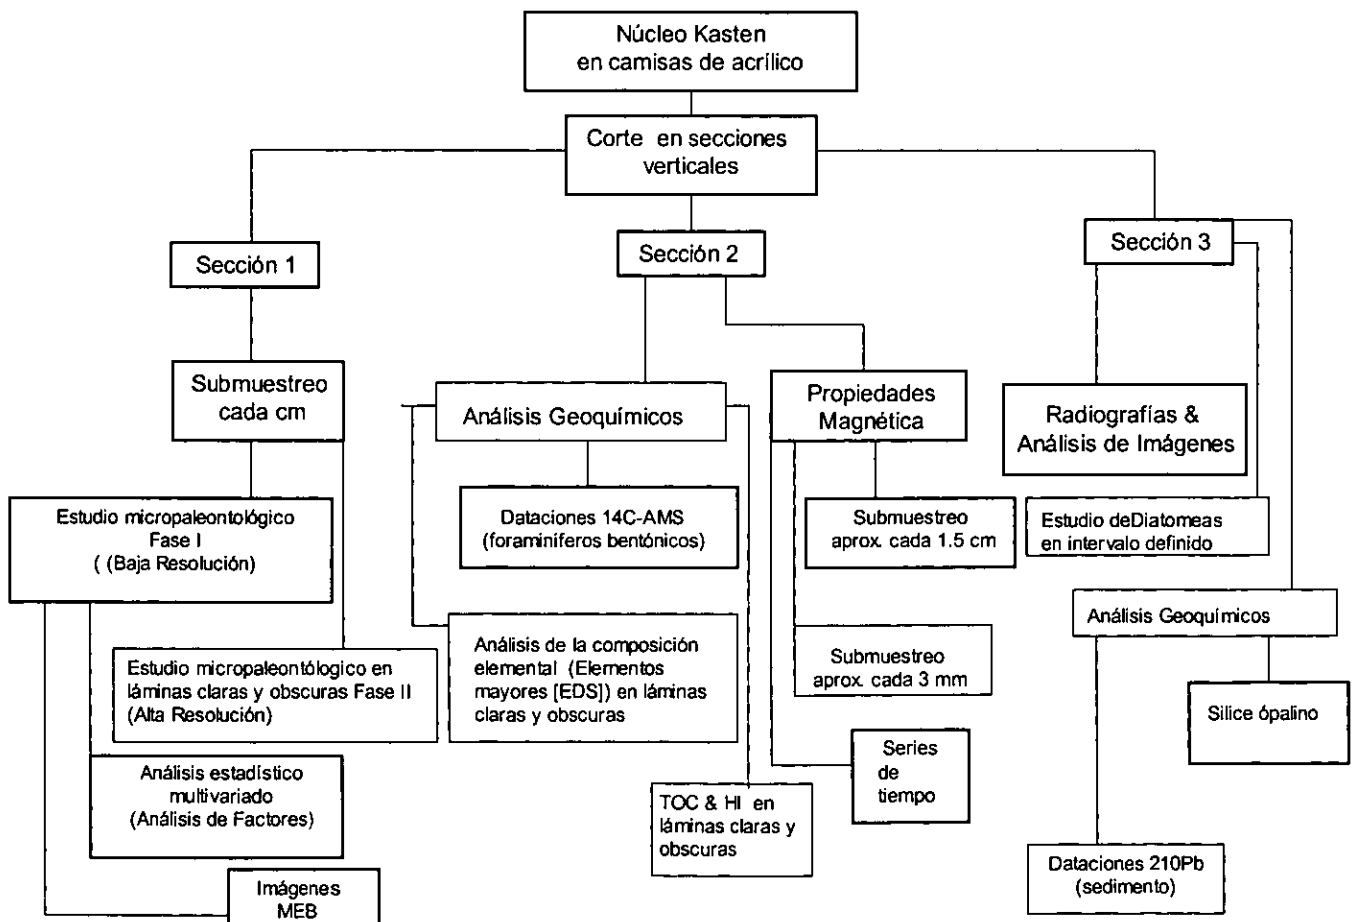 Núcleo Kasten
en camisas de acrílico
Corte en secciones
verticales
Sección 1
Sección 2
Sección 3
Submuestreo
cada cm
Análisis Geoquímicos
Propiedades
Magnética
Radiografías &
Análisis de Imágenes
Estudio micropaleontológico
Fase I
( (Baja Resolución)
Dataciones 14C-AMS
(foraminíferos bentónicos)
Submuestreo
aprox. cada 1.5 cm
Estudio deDiatomeas
en intervalo definido
Análisis Geoquímicos
Estudio micropaleontólogico en
láminas claras y obscuras Fase II
(Alta Resolución)
Análisis de la composición
elemental (Elementos
mayores [EDS]) en láminas
claras y obscuras
Submuestreo
aprox. cada 3 mm
Silice ópalino
Análisis estadístico
multivariado
(Análisis de Factores)
Series
de
tiempo
TOC & HI en
láminas claras y
obscuras
Dataciones 210Pb
(sedimento)
Imágenes
MEB